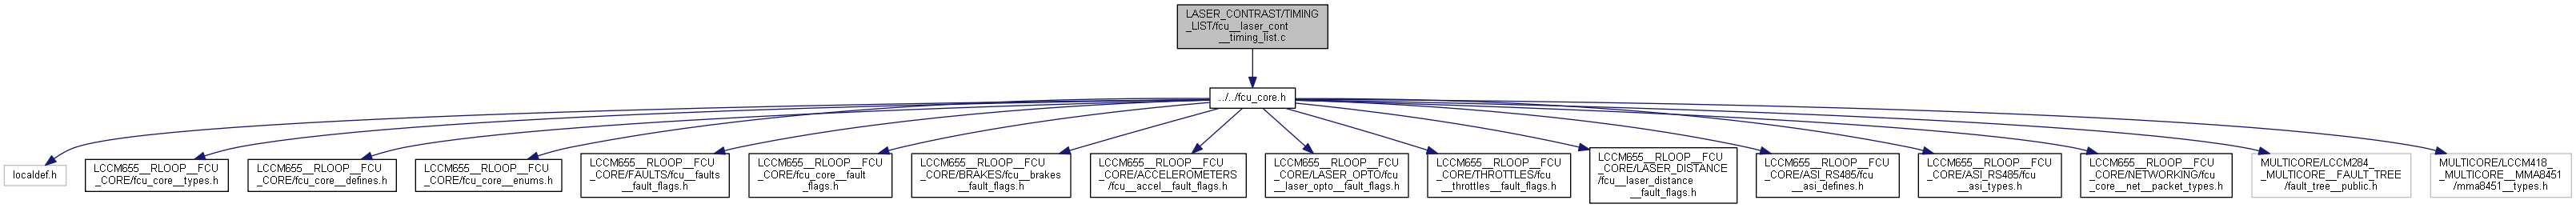 LASER_CONTRAST/TIMING
_LIST/fcu__laser_cont
__timing_list.c
../../fcu_core.h
localdef.h
LCCM655__RLOOP__FCU
_CORE/fcu_core__types.h
LCCM655__RLOOP__FCU
_CORE/fcu_core__defines.h
LCCM655__RLOOP__FCU
_CORE/fcu_core__enums.h
LCCM655__RLOOP__FCU
_CORE/FAULTS/fcu__faults
__fault_flags.h
LCCM655__RLOOP__FCU
_CORE/fcu_core__fault
_flags.h
LCCM655__RLOOP__FCU
_CORE/BRAKES/fcu__brakes
__fault_flags.h
LCCM655__RLOOP__FCU
_CORE/ACCELEROMETERS
/fcu__accel__fault_flags.h
LCCM655__RLOOP__FCU
_CORE/LASER_OPTO/fcu
__laser_opto__fault_flags.h
LCCM655__RLOOP__FCU
_CORE/THROTTLES/fcu
__throttles__fault_flags.h
LCCM655__RLOOP__FCU
_CORE/LASER_DISTANCE
/fcu__laser_distance
__fault_flags.h
LCCM655__RLOOP__FCU
_CORE/ASI_RS485/fcu
__asi_defines.h
LCCM655__RLOOP__FCU
_CORE/ASI_RS485/fcu
__asi_types.h
LCCM655__RLOOP__FCU
_CORE/NETWORKING/fcu
_core__net__packet_types.h
MULTICORE/LCCM284_
_MULTICORE__FAULT_TREE
/fault_tree__public.h
MULTICORE/LCCM418_
_MULTICORE__MMA8451
/mma8451__types.h